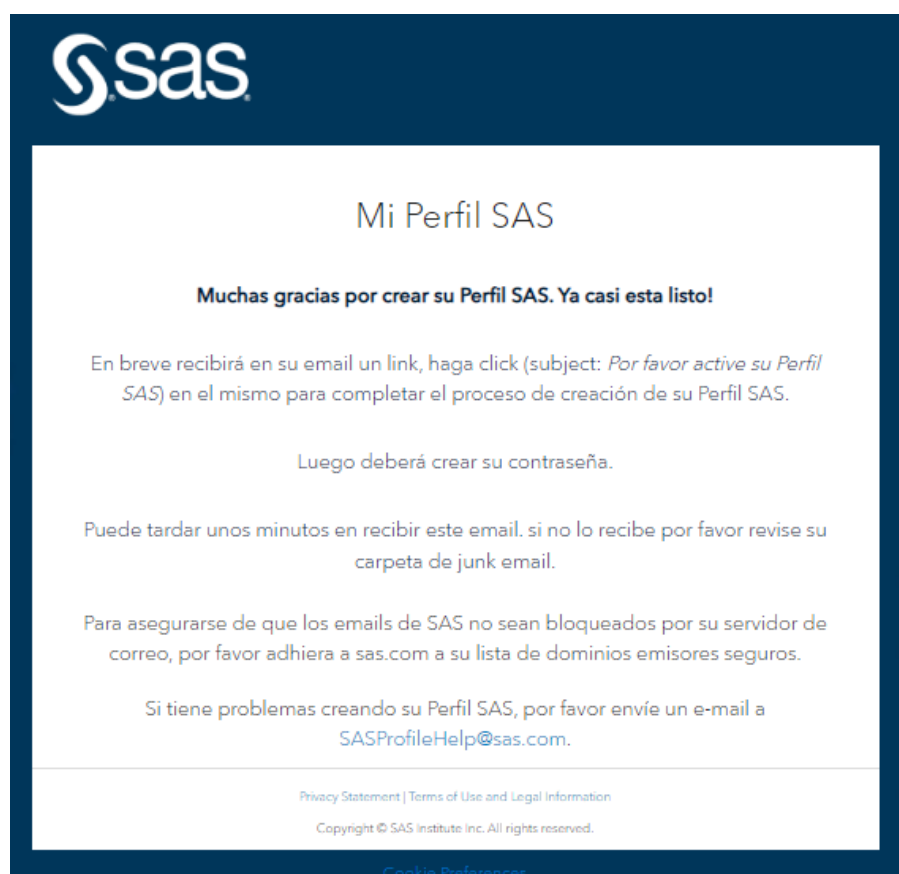 sas
Mi Perfil SAS
Muchas gracias por crear su Perfil SAS. Ya casi esta listo!
En breve recibirá en su email un link, haga click (subject: Por favor active su Perfil
SAS) en el mismo para completar el proceso de creación de su Perfil SAS.
Luego deberá crear su contraseña.
Puede tardar unos minutos en recibir este email. si no lo recibe por favor revise su
carpeta de junk email.
Para asegurarse de que los emails de SAS no sean bloqueados por su servidor de
correo, por favor adhiera a sas.com a su lista de dominios emisores seguros.
Si tiene problemas creando su Perfil SAS, por favor envíe un e-mail a
SASProfileHelp@sas.com.
Privacy Statement | Terms of Use and Legal Information
Copyright © SAS Institute Inc. All rights reserved.
Cookie Preferences